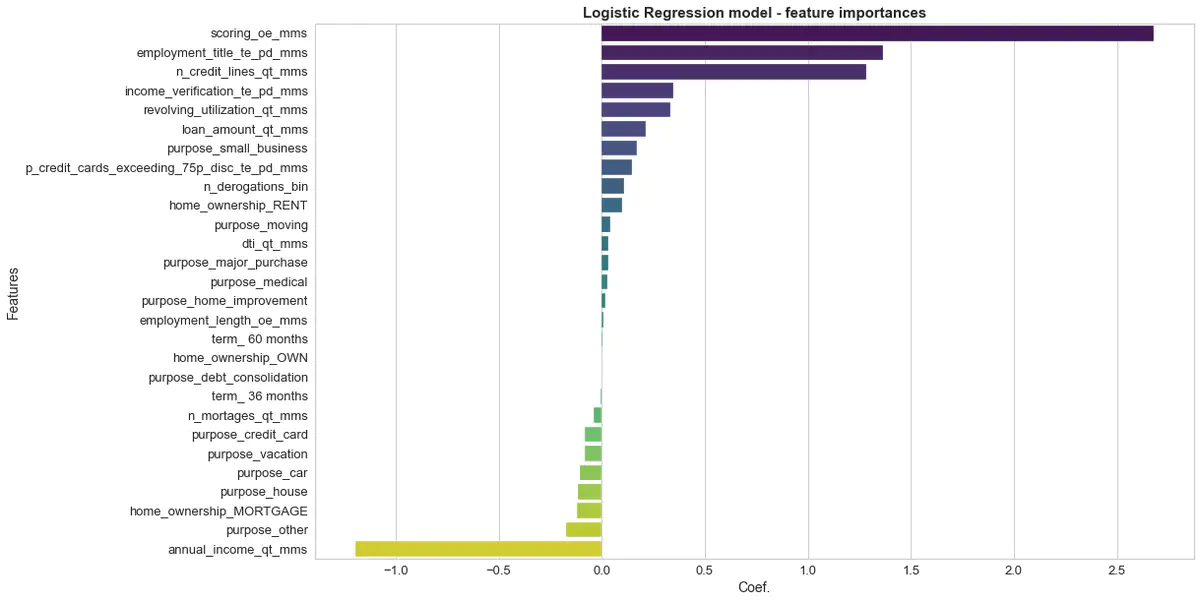 Logistic Regression model - feature importances
Features
scoring_oe_mms
employment_title_te_pd_mms
n_credit_lines_qt_mms
income_verification_te_pd_mms
revolving_utilization_qt_mms
loan_amount_qt_mms
purpose_small_business
p_credit_cards_exceeding_75p_disc_te_pd_mms
n_derogations_bin
home_ownership_RENT
purpose_moving
dti_qt_mms
purpose_major_purchase
purpose_medical
purpose_home_improvement
employment_length_oe_mms
term_ 60 months
home_ownership_OWN
purpose_debt_consolidation
term_ 36 months
n_mortages_qt_mms
purpose_credit_card
purpose_vacation
purpose_car
purpose_house
home_ownership_MORTGAGE
purpose_other
annual_income_qt_mms
−1.0 −0.5 0.0 0.5 1.0 1.5 2.0 2.5
Coef.